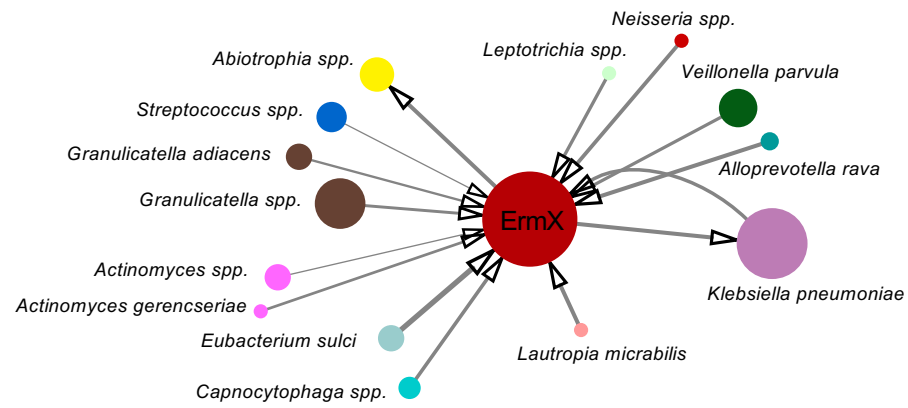 Neisseria spp.
Leptotrichia spp.
Abiotrophia spp.
Veillonella parvula
Streptococcus spp.
Granulicatella adiacens
Alloprevotella rava
Granulicatella spp.
ErmX
Actinomyces spp.
Klebsiella pneumoniae
Actinomyces gerencseriae
Eubacterium sulci
Lautropia micrabilis
Capnocytophaga spp.